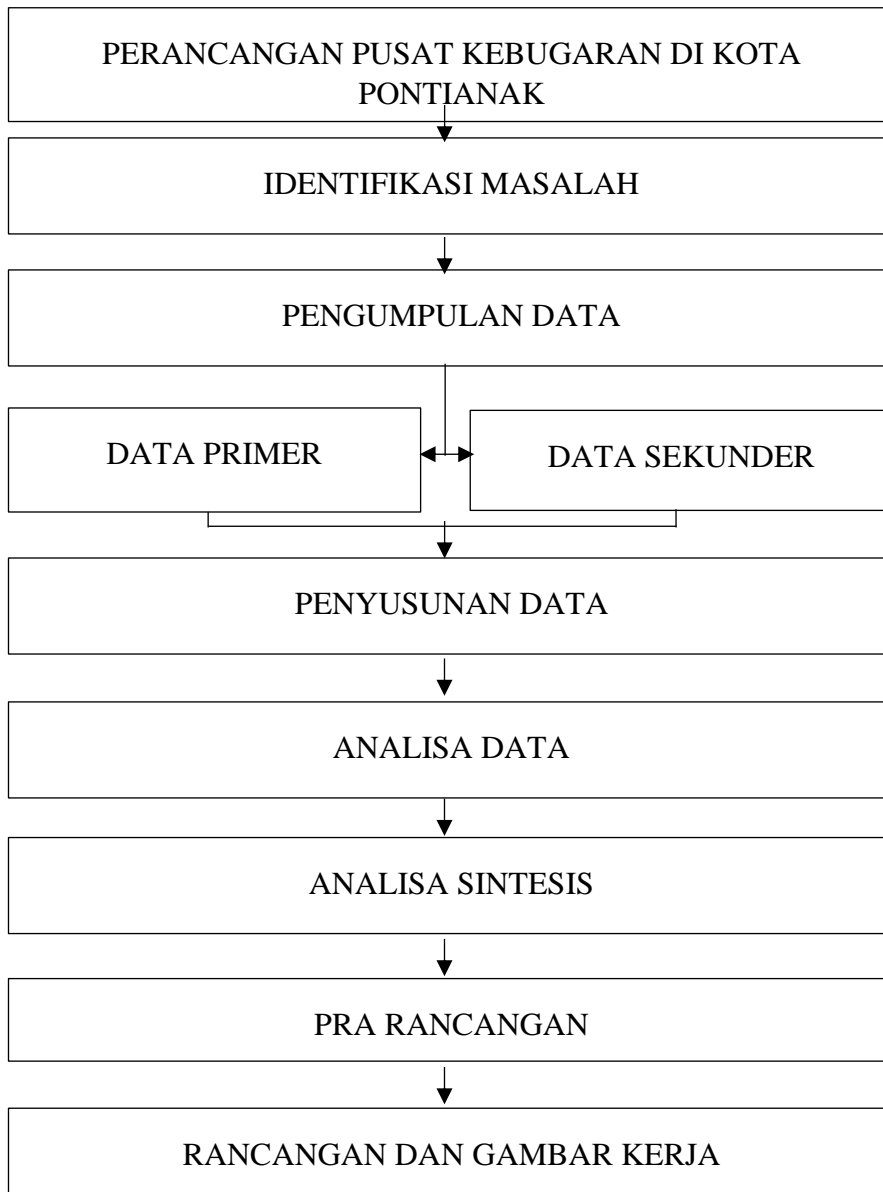 PERANCANGAN PUSAT KEBUGARAN DI KOTA
PONTIANAK
IDENTIFIKASI MASALAH
PENGUMPULAN DATA
DATA PRIMER
DATA SEKUNDER
PENYUSUNAN DATA
ANALISA DATA
ANALISA SINTESIS
PRA RANCANGAN
RANCANGAN DAN GAMBAR KERJA